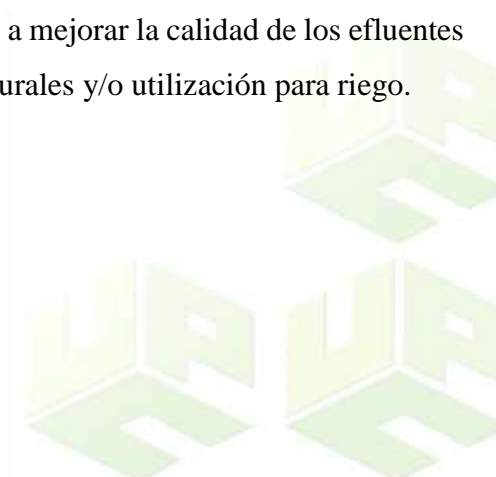 a mejorar la calidad de los efluentes
urales y/o utilización para riego.